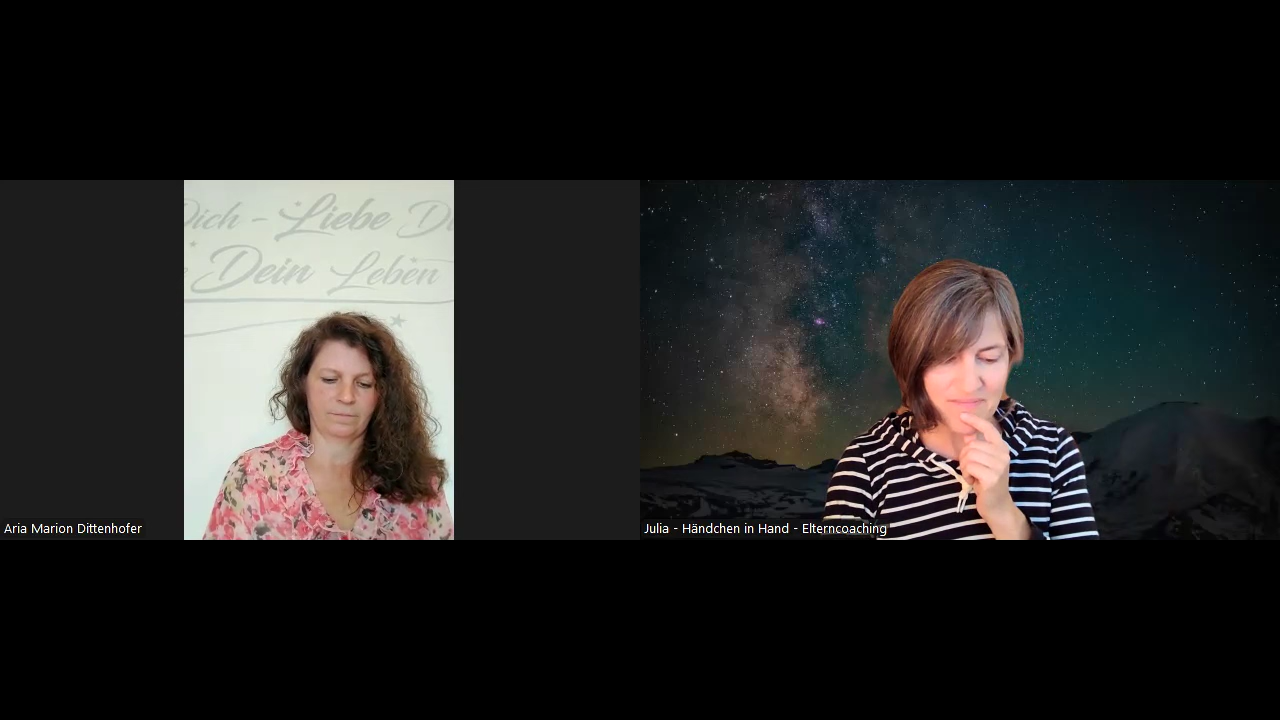 Dich - Liebe
Dein Leben
Aria Marion Dittenhofer
Julia - Händchen in Hand - Elterncoaching